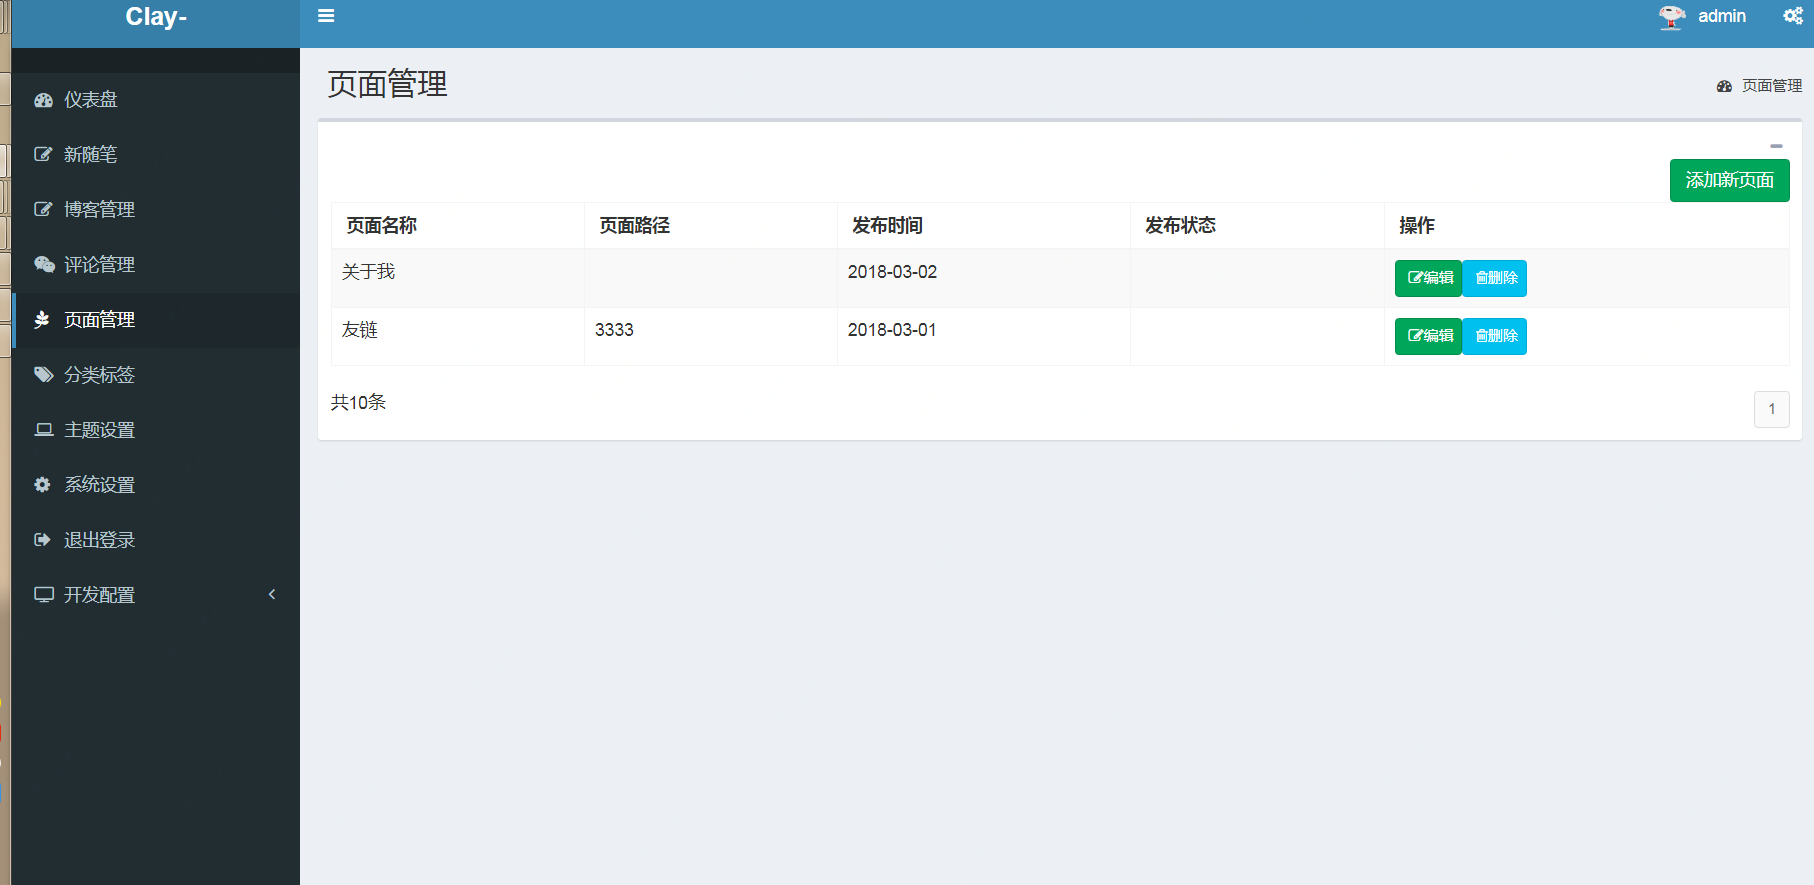 Clay-
admin
仪表盘
新随笔
博客管理
评论管理
页面管理
分类标签
主题设置
系统设置
退出登录
开发配置
页面管理
页面管理
添加新页面
页面名称 页面路径 发布时间 发布状态 操作
关于我 2018-03-02 编辑 删除
友链 3333 2018-03-01 编辑 删除
共10条
1